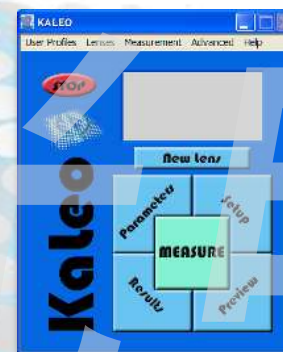 KALEO
User Profiles Lenses Measurement Advanced Help
STOP
New Lens
Parameters
Setup
MEASURE
Results
Preview
Kaleo